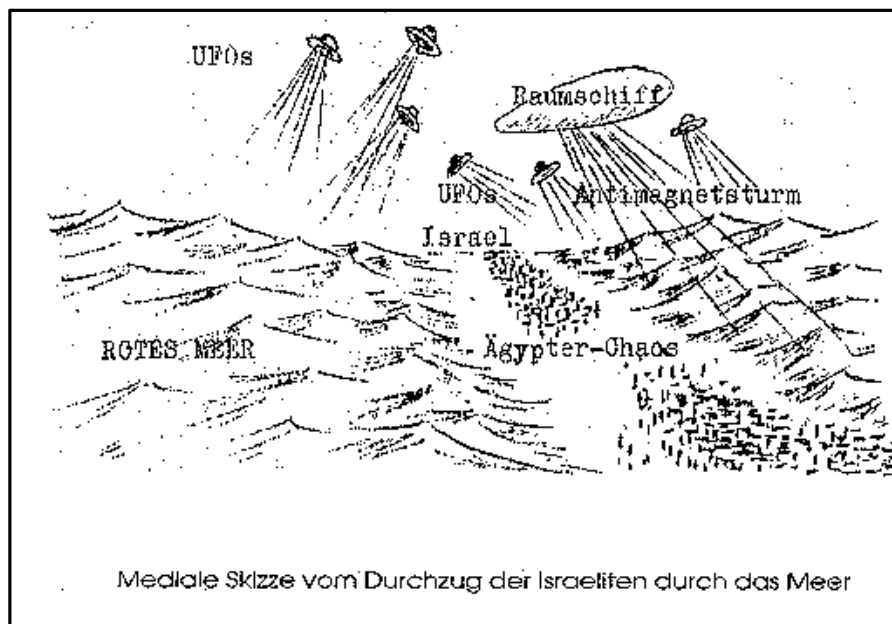 UFOs
Raumschiff
UFOs
Antimagnetsturm
Israel
ROTES MEER
Ägypter-Chaos
Mediale Skizze vom Durchzug der Israeliten durch das Meer